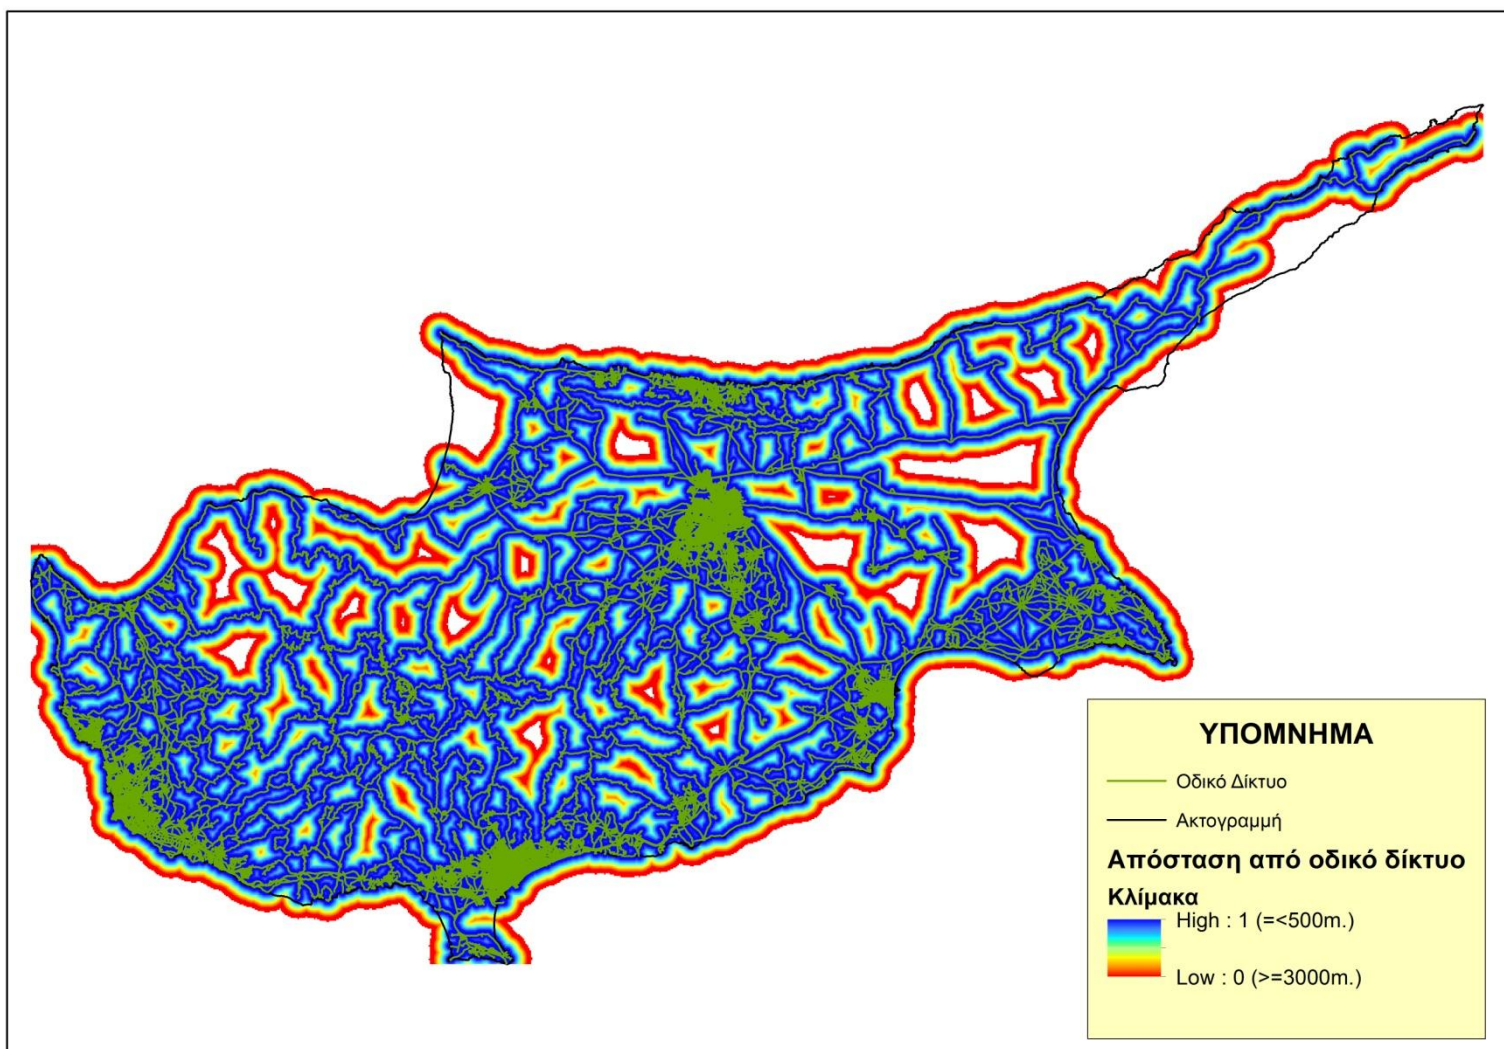 ΥΠΟΜΝΗΜΑ
Οδικό Δίκτυο
Ακτογραμμή
Απόσταση από οδικό δίκτυο
Κλίμακα
High : 1 (=<500m.)
Low : 0 (>=3000m.)